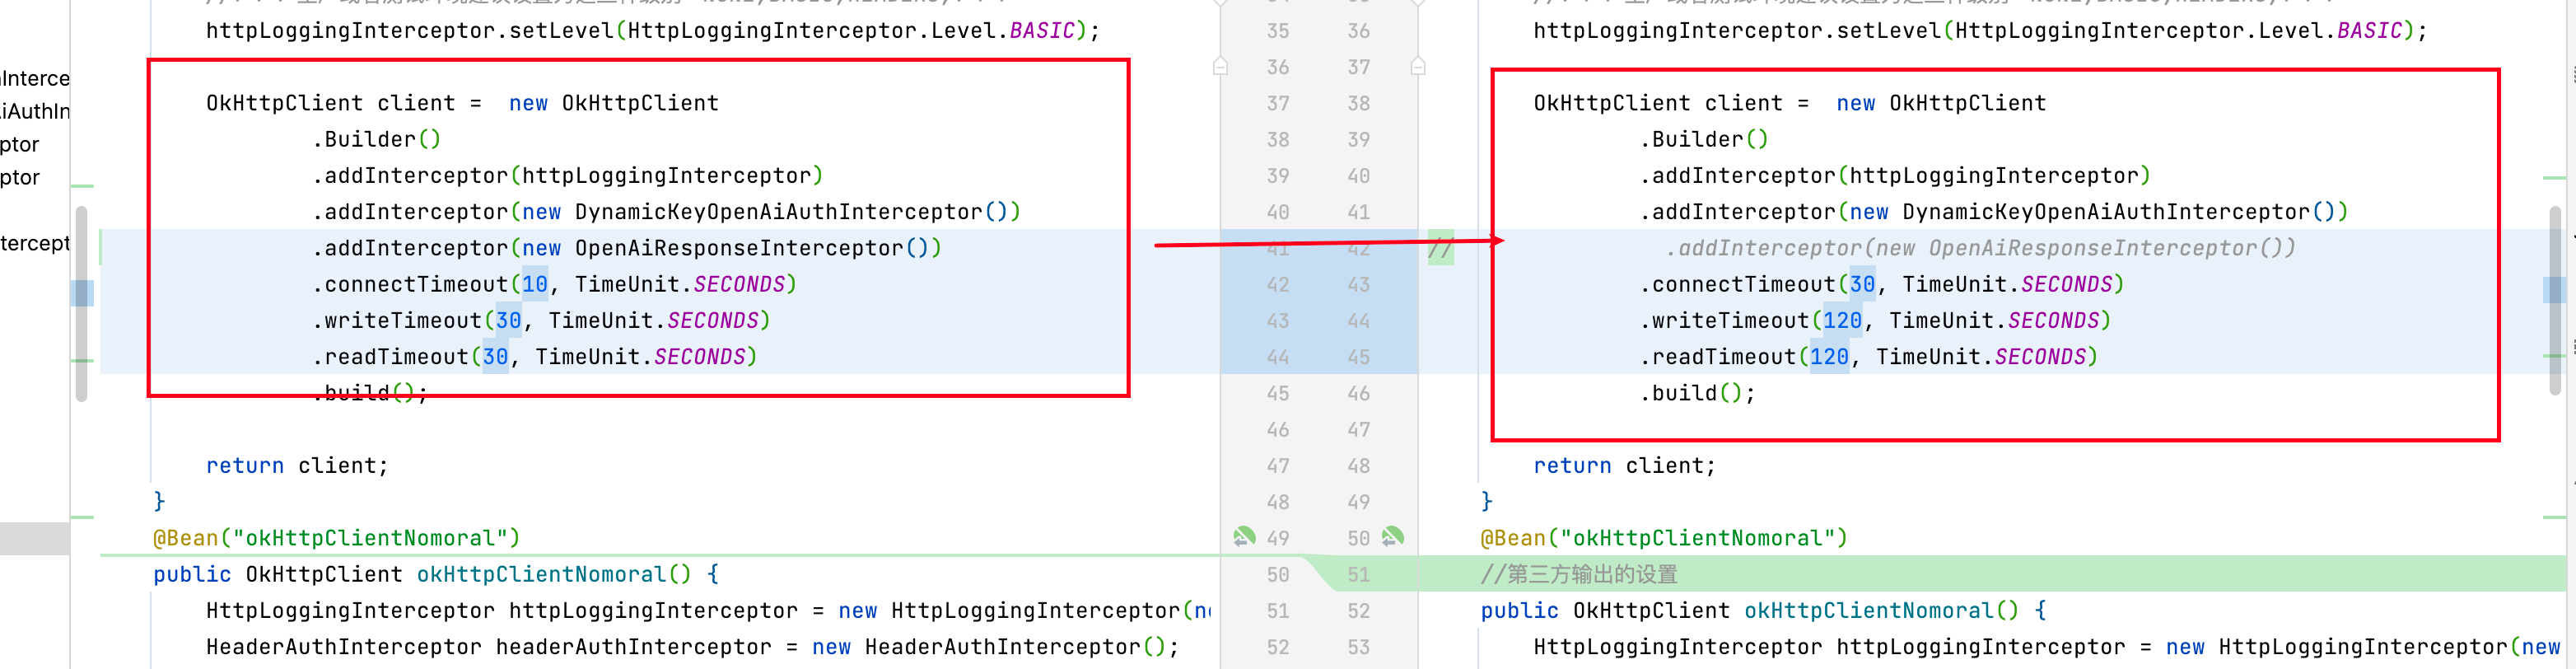 httpLoggingInterceptor.setLevel(HttpLoggingInterceptor.Level.BASIC);
OkHttpClient client =  new OkHttpClient
.Builder()
.addInterceptor(httpLoggingInterceptor)
.addInterceptor(new DynamicKeyOpenAiAuthInterceptor())
.addInterceptor(new OpenAiResponseInterceptor())
.connectTimeout(10, TimeUnit.SECONDS)
.writeTimeout(30, TimeUnit.SECONDS)
.readTimeout(30, TimeUnit.SECONDS)
.build();
return client;
}
@Bean("okHttpClientNomoral")
public OkHttpClient okHttpClientNomoral() {
HttpLoggingInterceptor httpLoggingInterceptor = new HttpLoggingInterceptor(
HeaderAuthInterceptor headerAuthInterceptor = new HeaderAuthInterceptor();
35 36
36 37
37 38
38 39
39 40
40 41
41 42
42 43
43 44
44 45
45 46
46 47
47 48
48 49
49 50
50 51
51 52
52 53
httpLoggingInterceptor.setLevel(HttpLoggingInterceptor.Level.BASIC);
OkHttpClient client =  new OkHttpClient
.Builder()
.addInterceptor(httpLoggingInterceptor)
.addInterceptor(new DynamicKeyOpenAiAuthInterceptor())
// .addInterceptor(new OpenAiResponseInterceptor())
.connectTimeout(30, TimeUnit.SECONDS)
.writeTimeout(120, TimeUnit.SECONDS)
.readTimeout(120, TimeUnit.SECONDS)
.build();
return client;
}
@Bean("okHttpClientNomoral")
//第三方输出的设置
public OkHttpClient okHttpClientNomoral() {
HttpLoggingInterceptor httpLoggingInterceptor = new HttpLoggingInterceptor(new